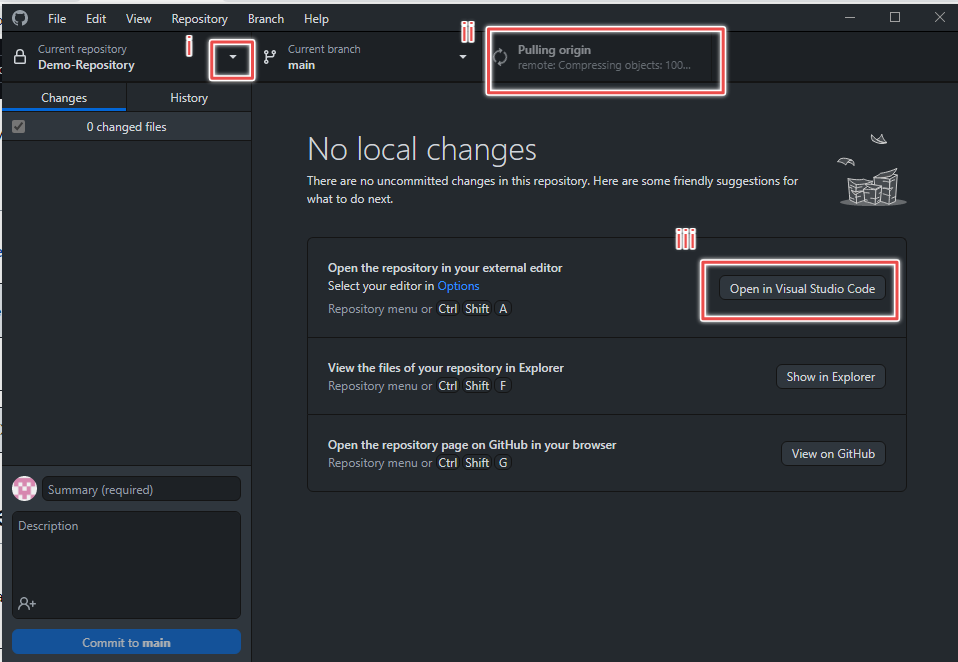 File Edit View Repository Branch Help
i
ii
Current repository
Demo-Repository
Current branch
main
Pulling origin
remote: Compressing objects: 100...
Changes History
0 changed files
No local changes
There are no uncommitted changes in this repository. Here are some friendly suggestions for
what to do next.
iii
Open the repository in your external editor
Select your editor in Options
Repository menu or Ctrl Shift A
Open in Visual Studio Code
View the files of your repository in Explorer
Repository menu or Ctrl Shift F
Show in Explorer
Open the repository page on GitHub in your browser
Repository menu or Ctrl Shift G
View on GitHub
Summary (required)
Description
Commit to main